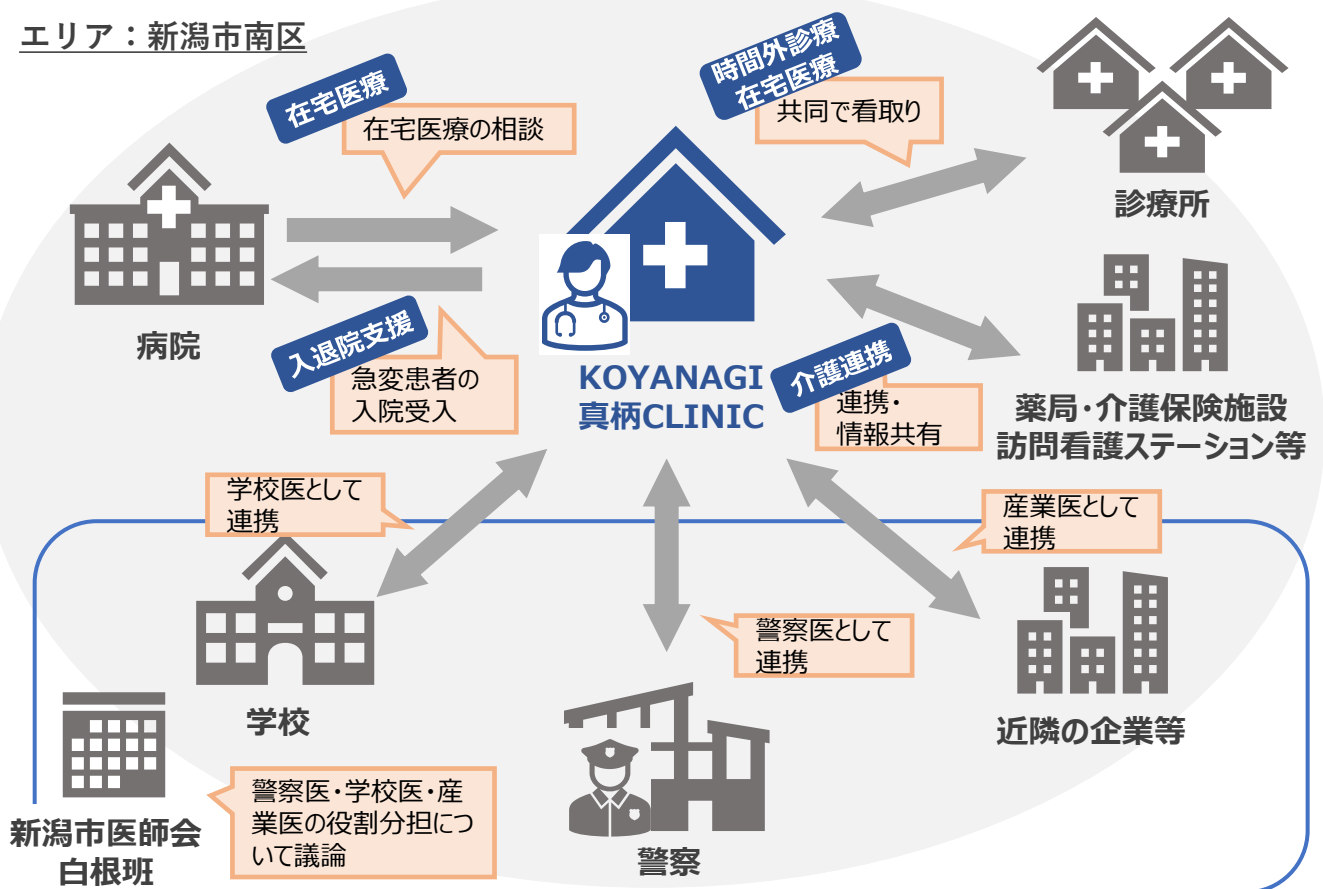 エリア：新潟市南区
在宅医療
在宅医療の相談
時間外診療
在宅医療
共同で看取り
診療所
病院
入退院支援
急変患者の
入院受入
KOYANAGI
真柄CLINIC
介護連携
連携・
情報共有
薬局・介護保険施設
訪問看護ステーション等
学校医として
連携
産業医として
連携
警察医として
連携
学校
近隣の企業等
新潟市医師会
白根班
警察医・学校医・産
業医の役割分担につ
いて議論
警察